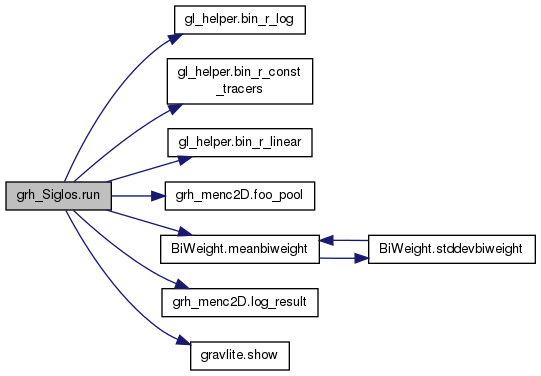 gl_helper.bin_r_log
gl_helper.bin_r_const
_tracers
gl_helper.bin_r_linear
grh_Siglos.run
grh_menc2D.foo_pool
BiWeight.meanbiweight
BiWeight.stddevbiweight
grh_menc2D.log_result
gravlite.show